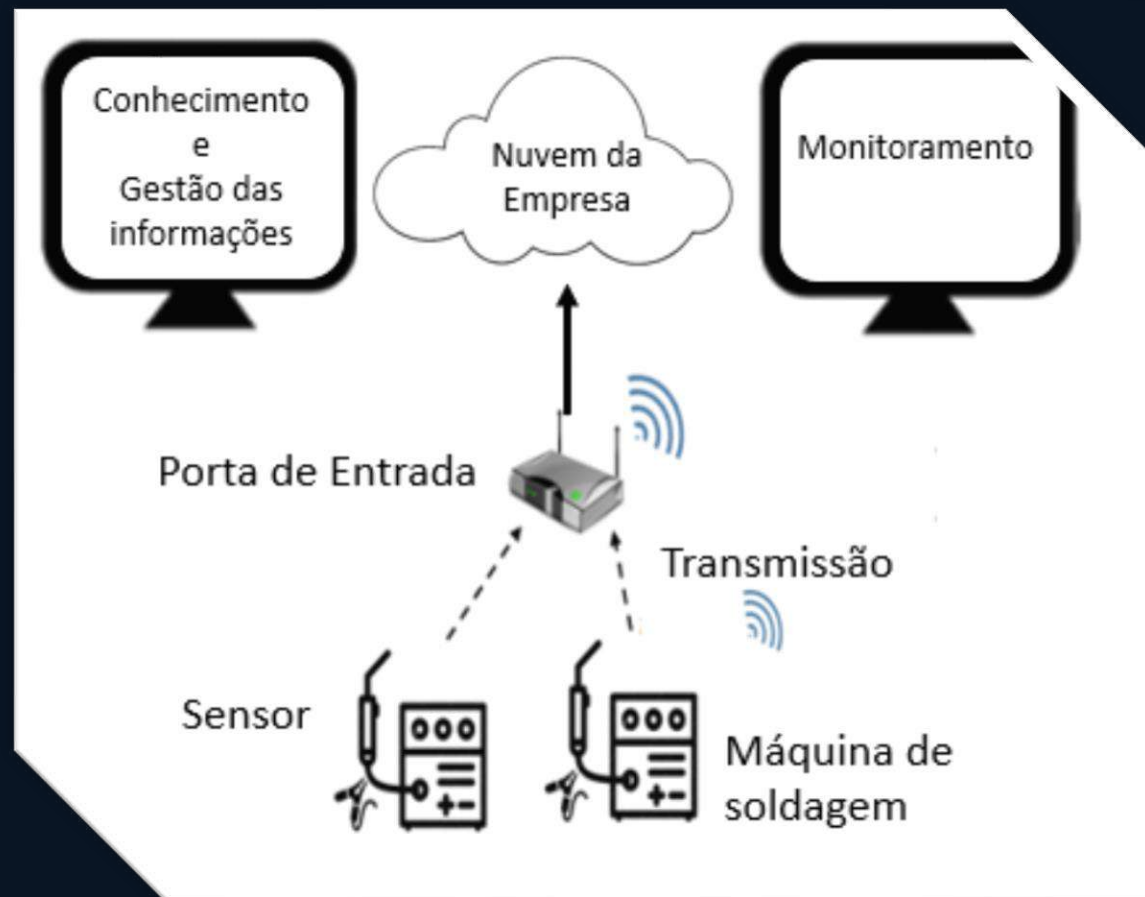 Conhecimento
e
Gestão das
informações
Nuvem da
Empresa
Monitoramento
Porta de Entrada
Transmissão
Sensor
Máquina de
soldagem